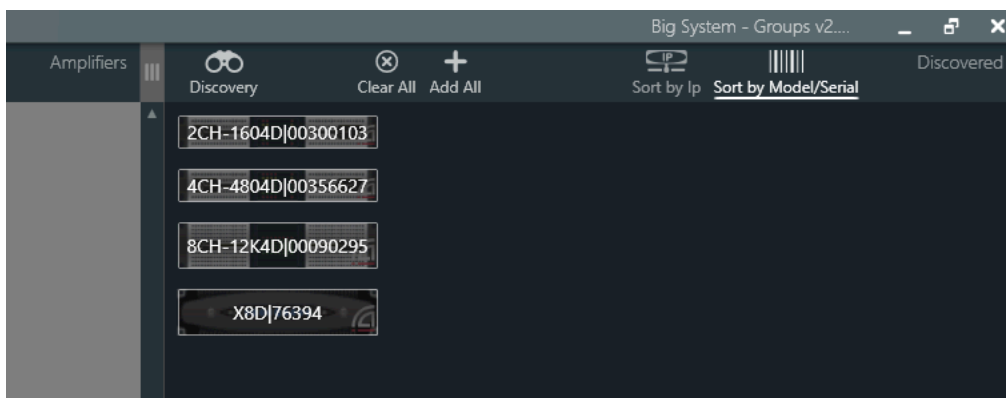 Big System - Groups v2....
Amplifiers
Discovery
Clear All
Add All
IP
Sort by Ip
Sort by Model/Serial
Discovered
2CH-1604D|00300103
4CH-4804D|00356627
8CH-12K4D|00090295
X8D|76394